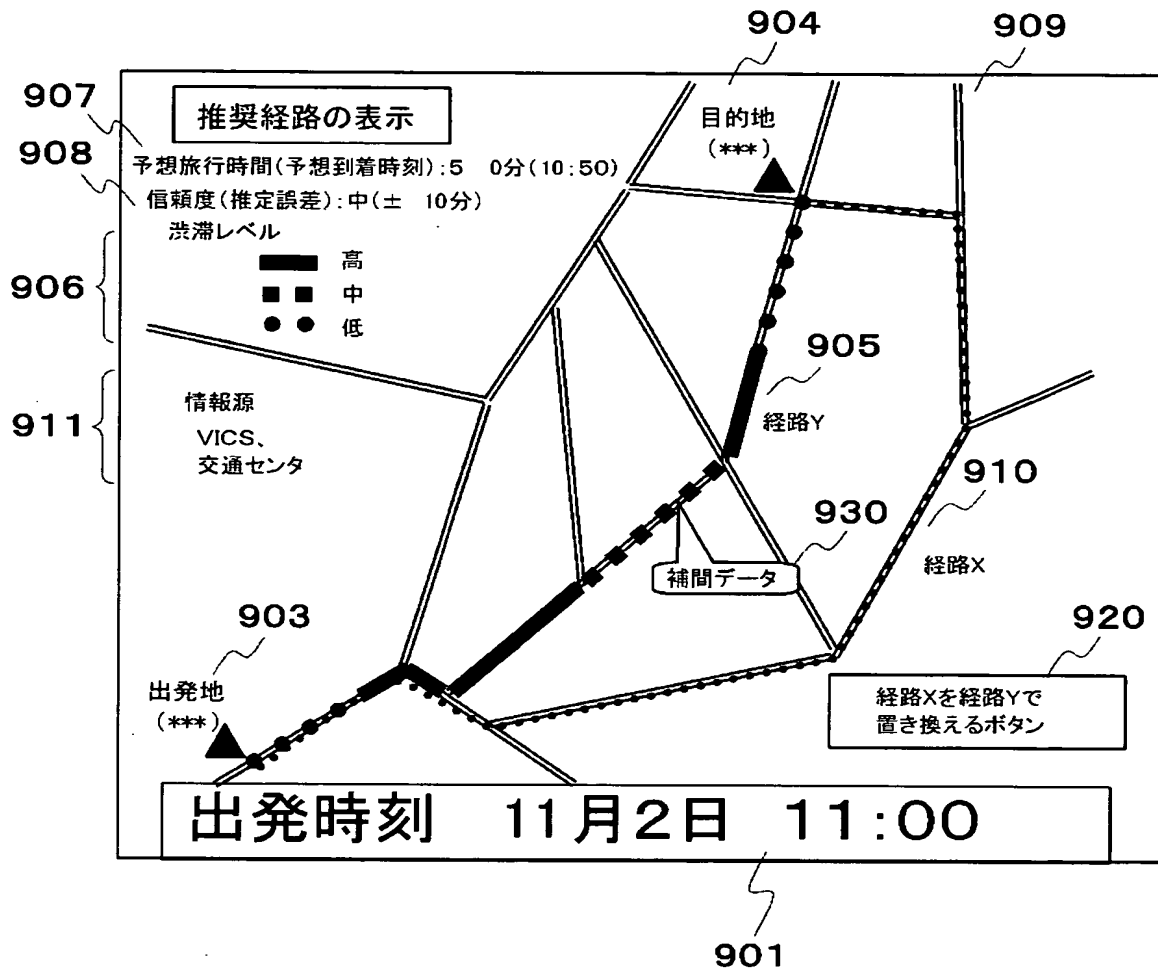 904
909
907
推奨経路の表示
目的地
(***)
908
予想旅行時間(予想到着時刻):5 0分(10:50)
信頼度(推定誤差):中(± 10分)
渋滞レベル
906
高
中
低
905
911
情報源
VICS、
交通センタ
経路Y
910
930
補間データ
経路X
903
920
出発地
(***)
経路Xを経路Yで
置き換えるボタン
出発時刻 11月2日 11:00
901